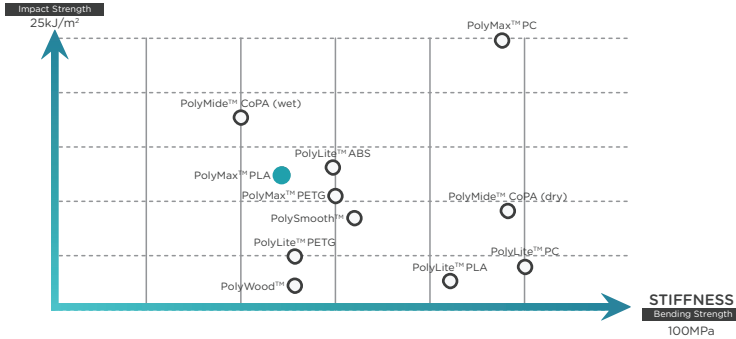 Impact Strength
25kJ/m²
PolyMax™ PC
PolyMide™ CoPA (wet)
PolyLite™ ABS
PolyMax™ PLA
PolyMax™ PETG
PolyMide™ CoPA (dry)
PolySmooth™
PolyLite™ PETG
PolyLite™ PC
PolyLite™ PLA
PolyWood™
STIFFNESS
Bending Strength
100MPa